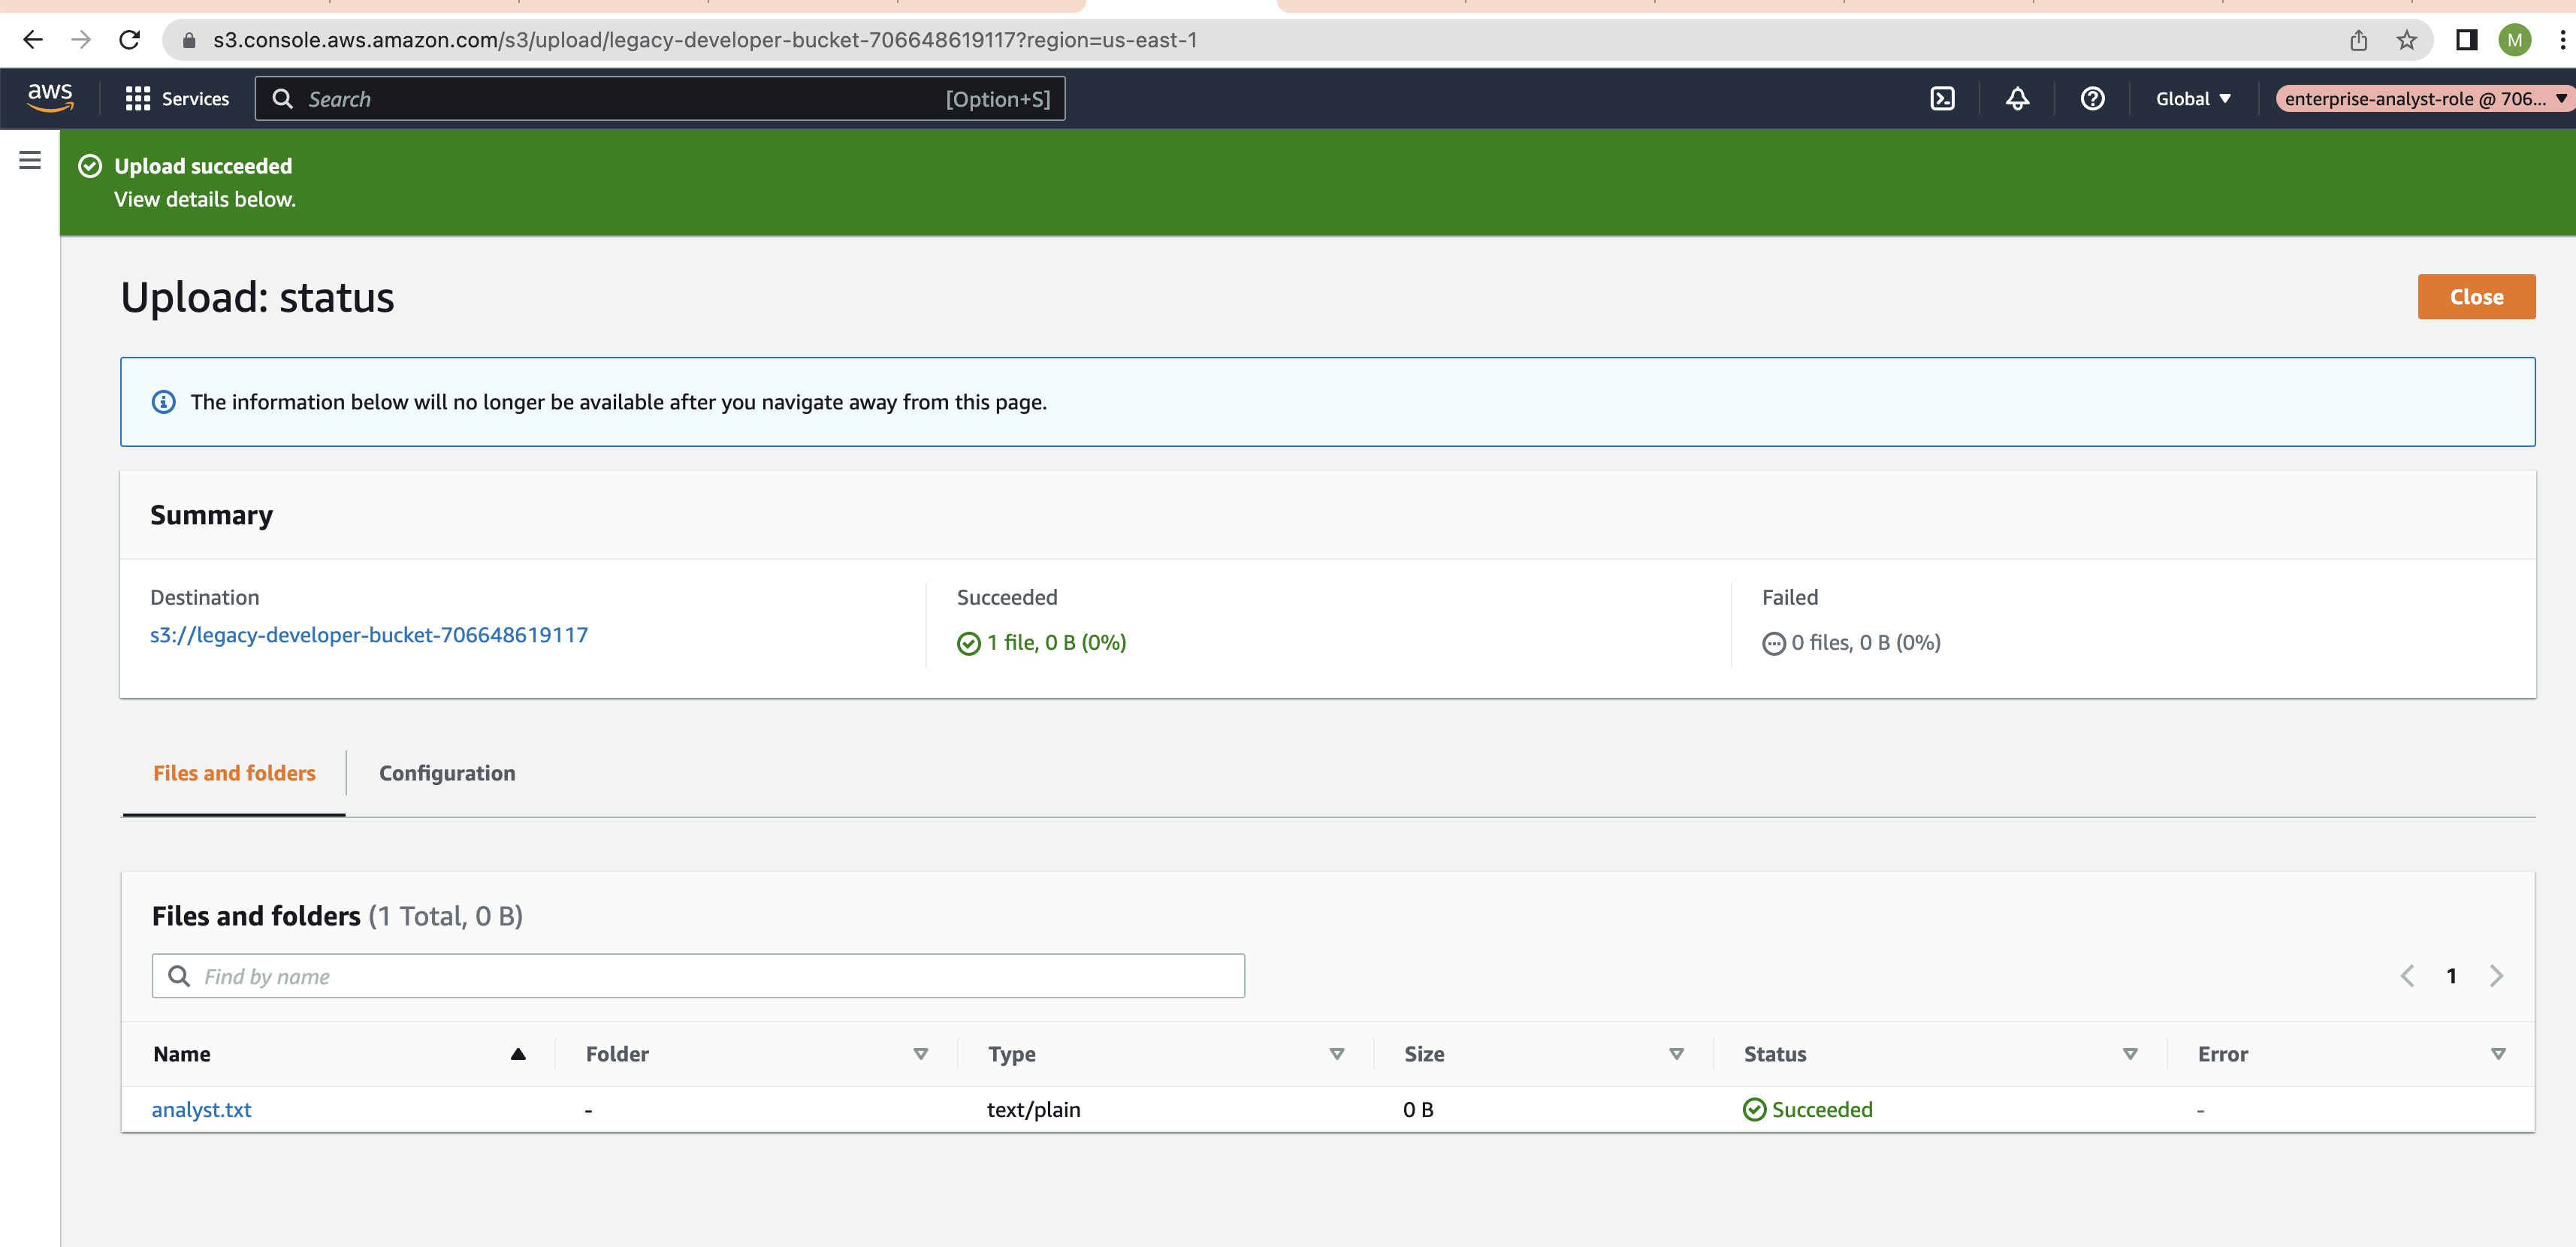 s3.console.aws.amazon.com/s3/upload/legacy-developer-bucket-706648619117?region=us-east-1
M
aws
Services
Search
[Option+S]
Global
enterprise-analyst-role @ 706...
Upload succeeded
View details below.
Upload: status
Close
The information below will no longer be available after you navigate away from this page.
Summary
Destination
s3://legacy-developer-bucket-706648619117
Succeeded
1 file, 0 B (0%)
Failed
0 files, 0 B (0%)
Files and folders
Configuration
Files and folders (1 Total, 0 B)
Find by name
1
Name Folder Type Size Status Error
analyst.txt - text/plain 0 B Succeeded -